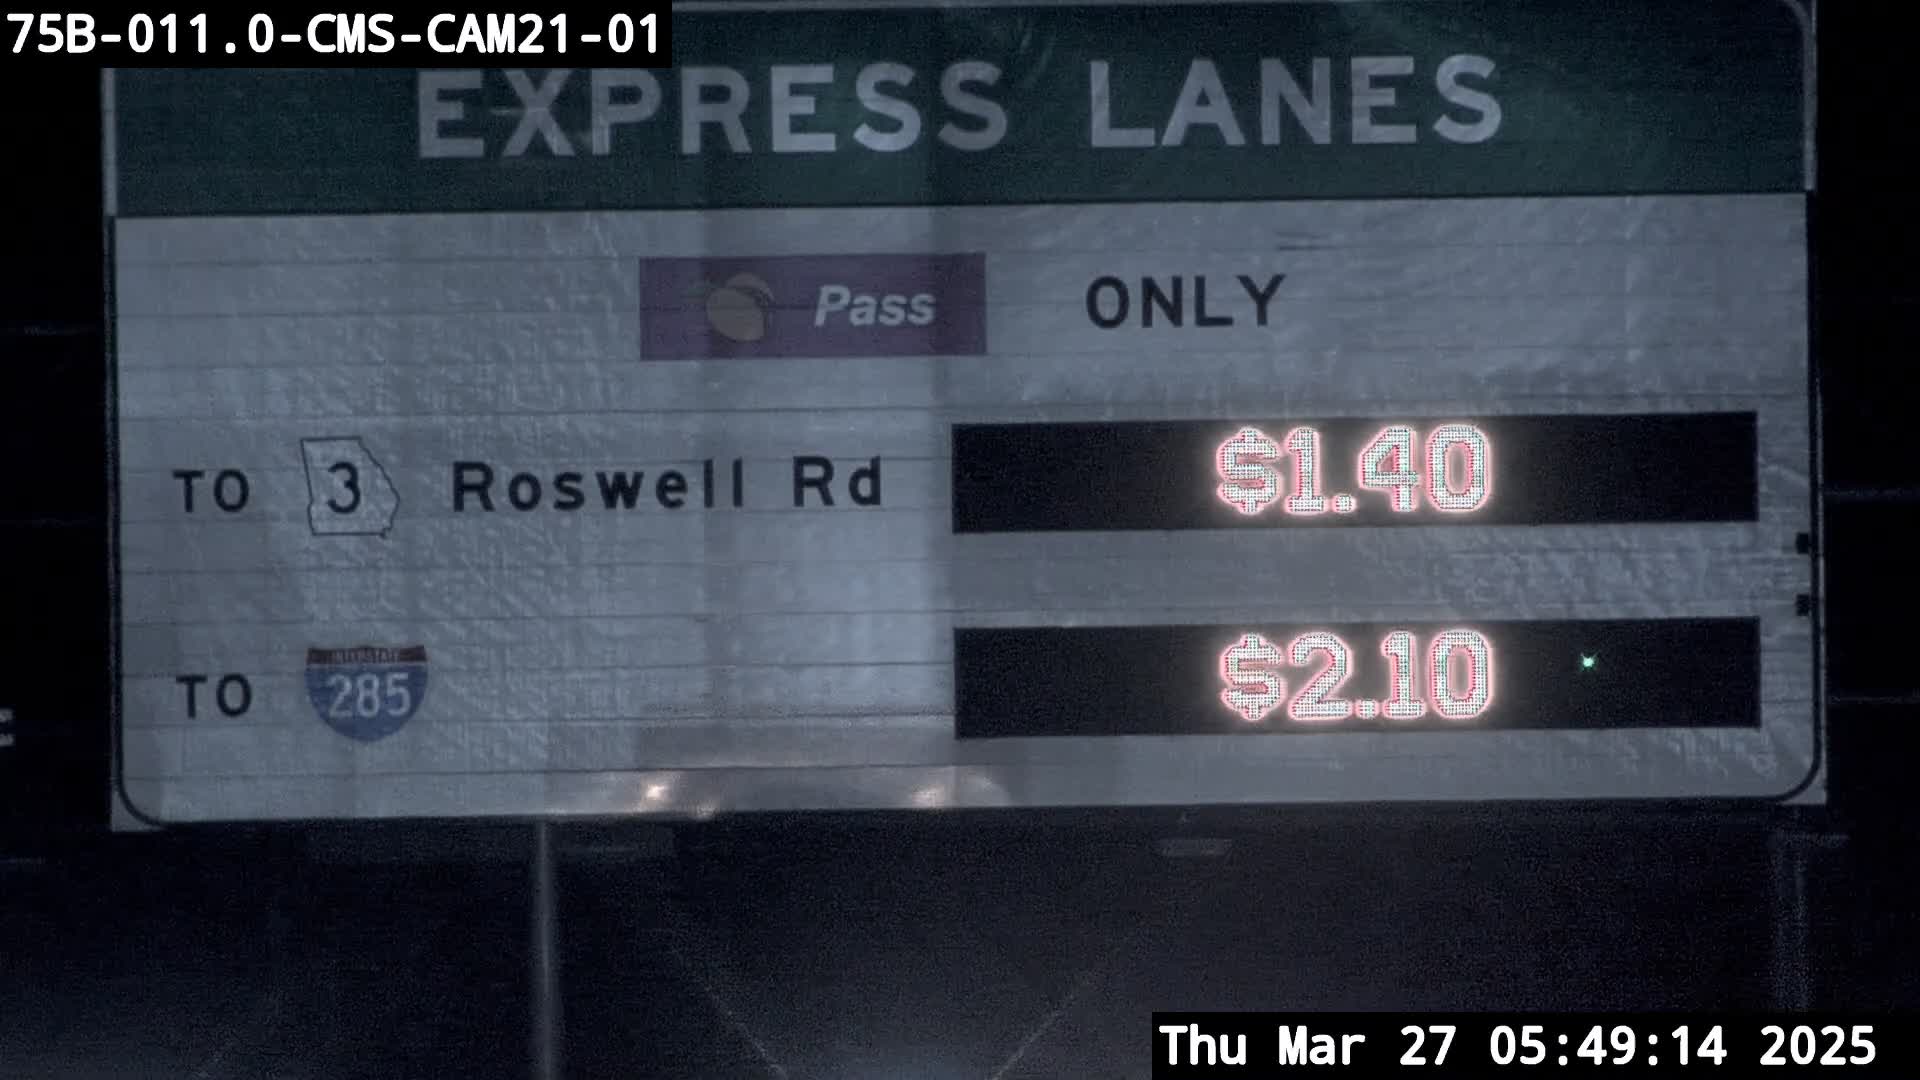 75B-011.0-CMS-CAM21-01
EXPRESS LANES
Pass ONLY
TO 3 Roswell Rd $1.40
TO INTERSTATE 285 $2.10
Thu Mar 27 05:49:14 2025